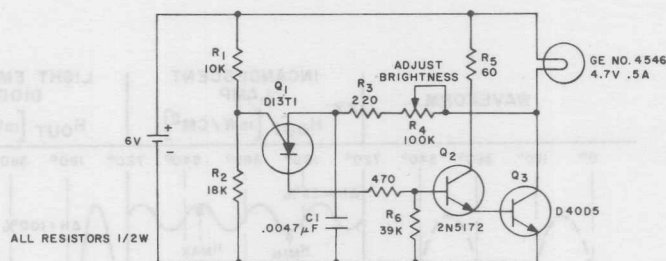 R1
10K
Q1
D13T1
R3
220
ADJUST
BRIGHTNESS
R4
100K
R5
60
GE NO. 4546
4.7V .5A
6V
+
−
R2
18K
C1
.0047µF
470
R6
39K
Q2
2N5172
Q3
D40D5
ALL RESISTORS 1/2W